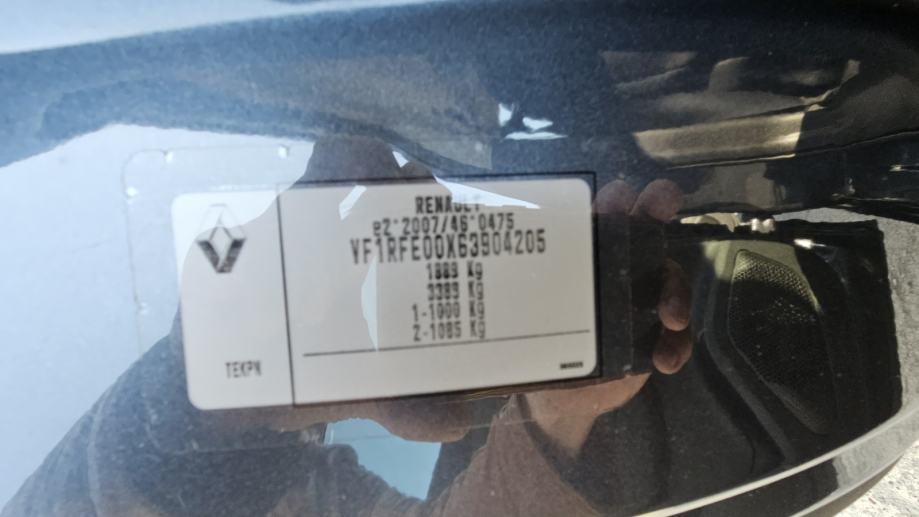 RENAULT
e2*2007/46*0475
VF1RFE00X63904205
1889 Kg
3389 Kg
1-1000 Kg
2-1085 Kg
TEKPN